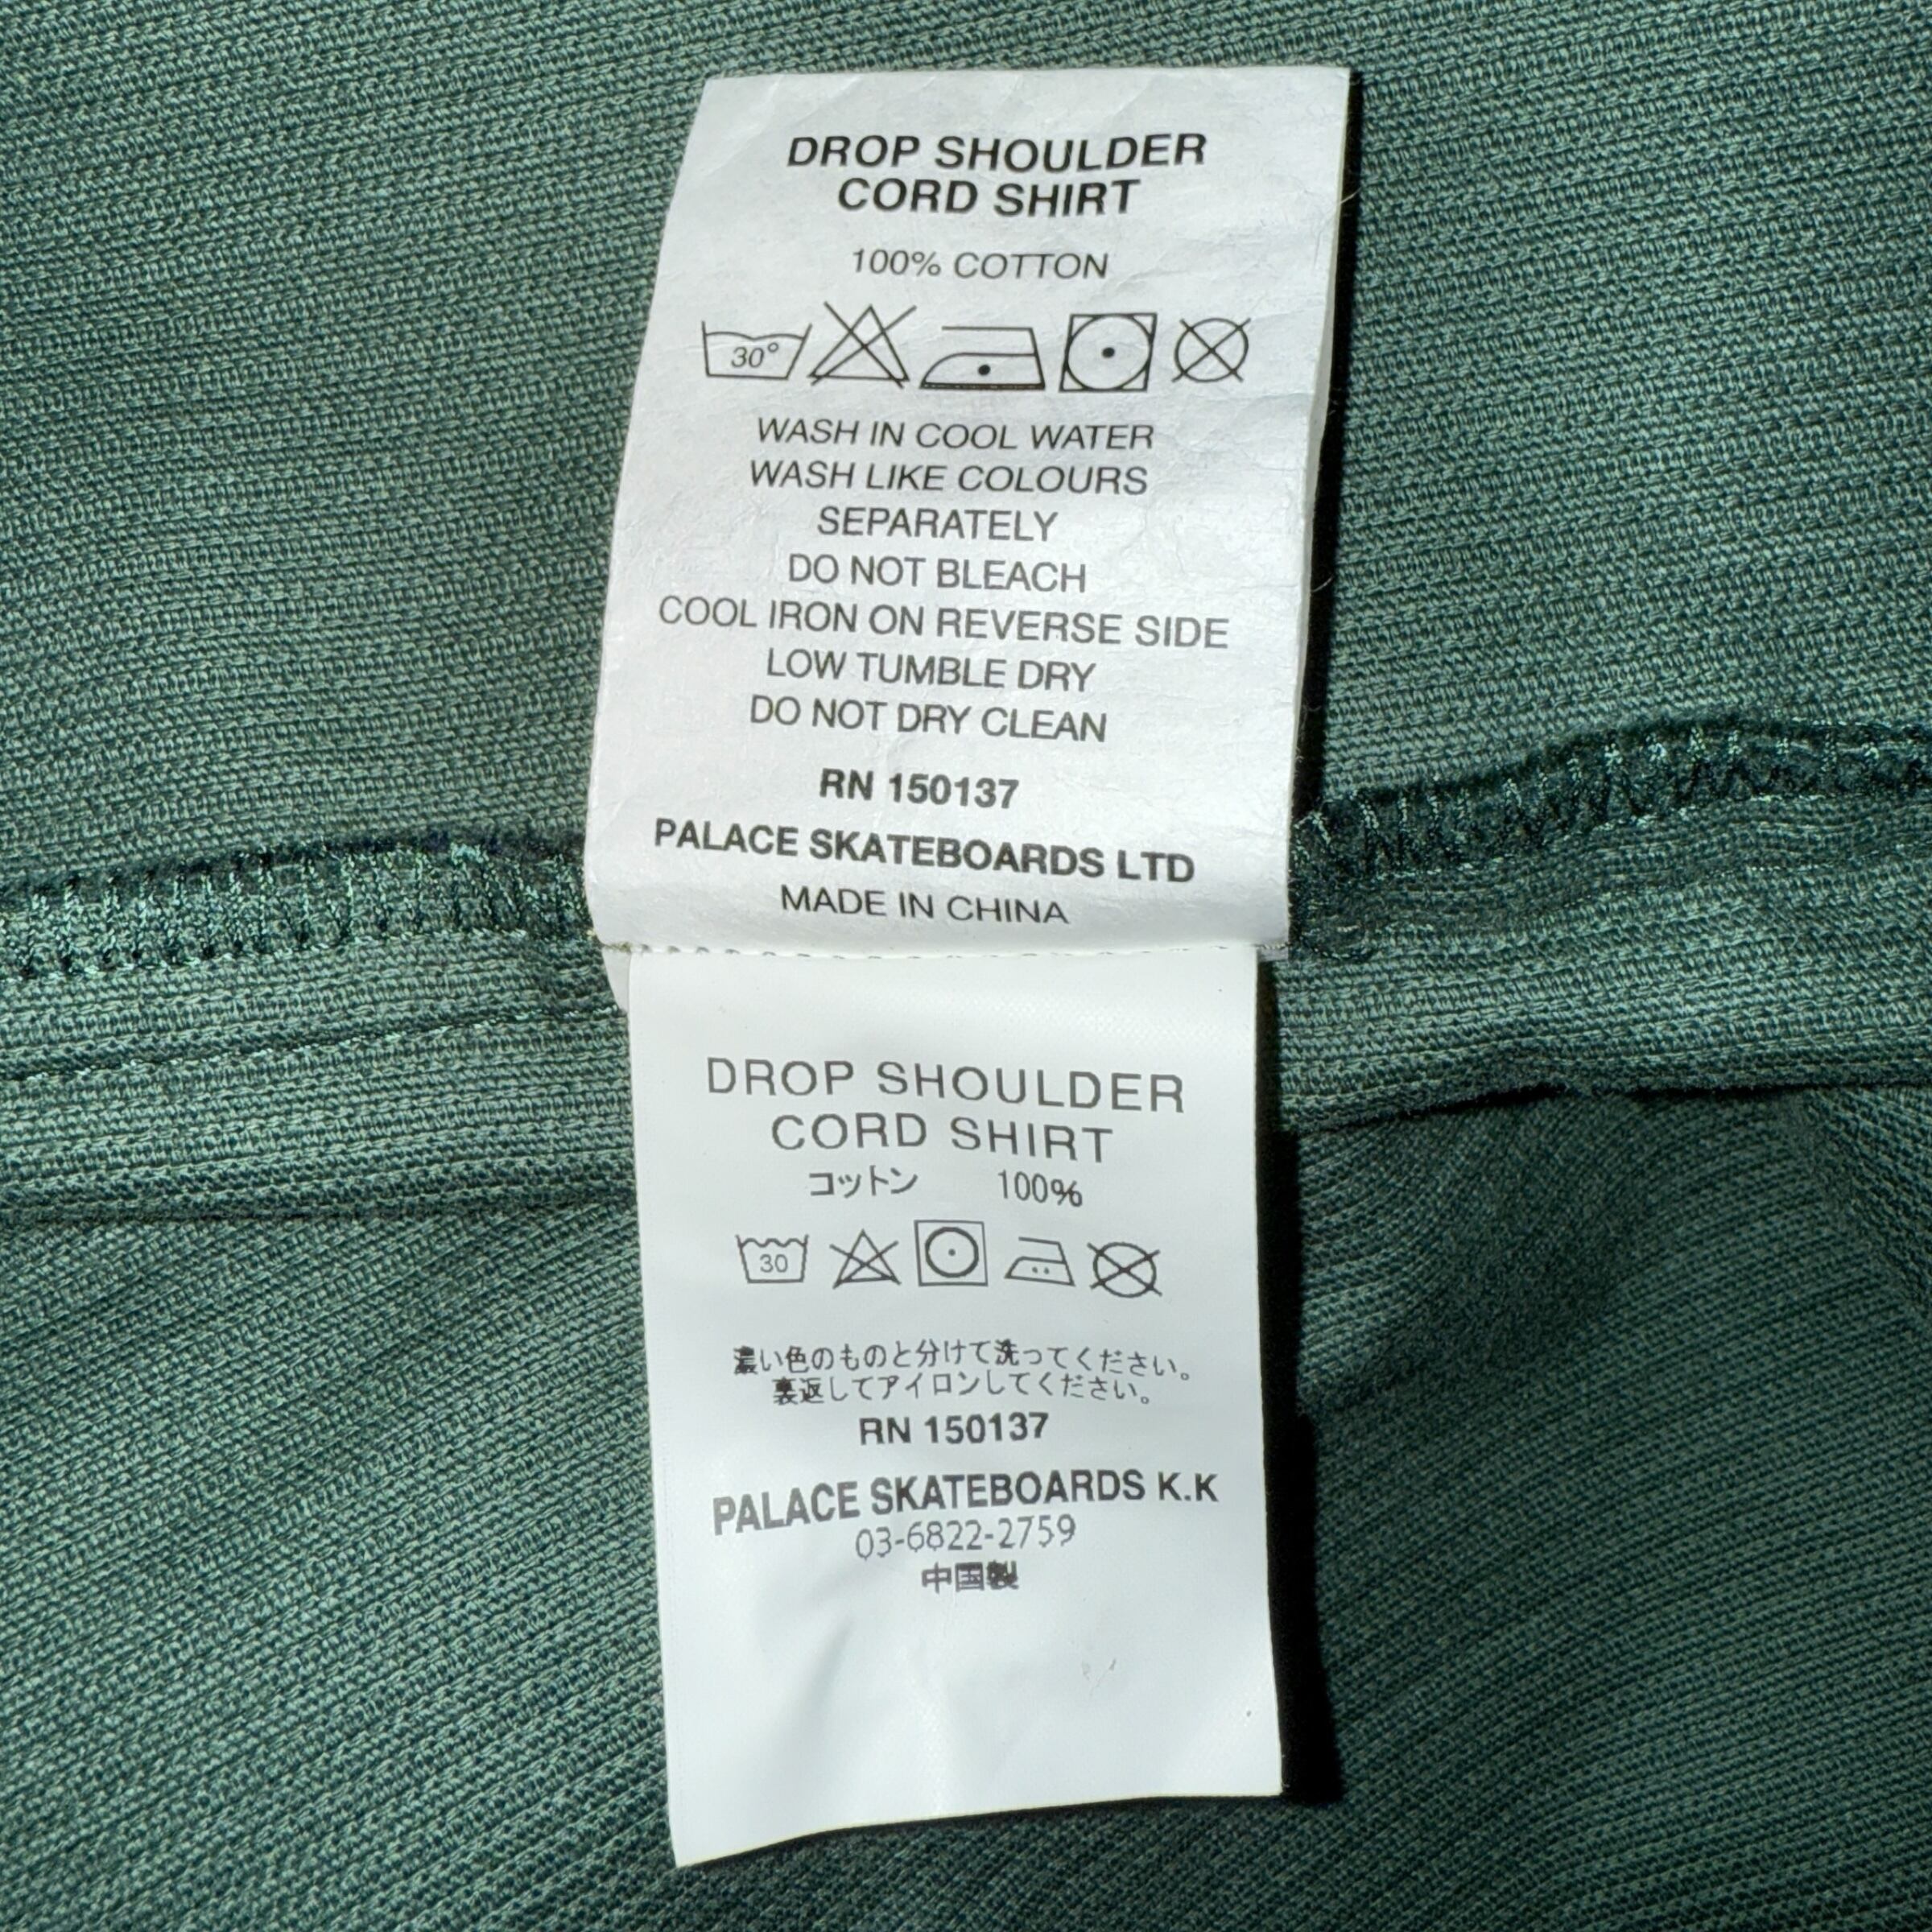 DROP SHOULDER
CORD SHIRT
100% COTTON
30°
WASH IN COOL WATER
WASH LIKE COLOURS
SEPARATELY
DO NOT BLEACH
COOL IRON ON REVERSE SIDE
LOW TUMBLE DRY
DO NOT DRY CLEAN
RN 150137
PALACE SKATEBOARDS LTD
MADE IN CHINA
DROP SHOULDER
CORD SHIRT
コットン 100%
30
濃い色のものと分けて洗ってください。
裏返してアイロンしてください。
RN 150137
PALACE SKATEBOARDS K.K
03-6822-2759
中国製